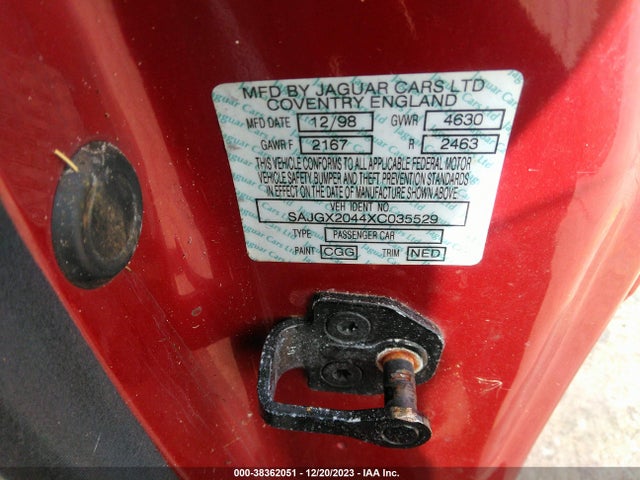 MFD BY JAGUAR CARS LTD
COVENTRY ENGLAND
MFD DATE 12/98 GVWR 4630
GAWR F 2167 R 2463
THIS VEHICLE CONFORMS TO ALL APPLICABLE FEDERAL MOTOR
VEHICLE SAFETY, BUMPER AND THEFT PREVENTION STANDARDS
IN EFFECT ON THE DATE OF MANUFACTURE SHOWN ABOVE.
VEH IDENT NO.
SAJGX2044XC035529
TYPE PASSENGER CAR
PAINT CGG TRIM NED
000-38362051 - 12/20/2023 - IAA Inc.